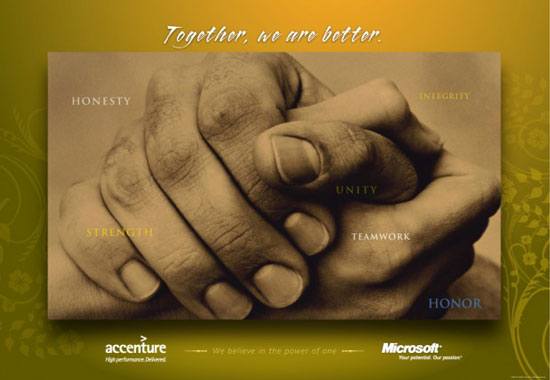 Together, we are better.
HONESTY
INTEGRITY
UNITY
STRENGTH
TEAMWORK
HONOR
accenture
High performance. Delivered.
We believe in the power of one
Microsoft®
Your potential. Our passion.™